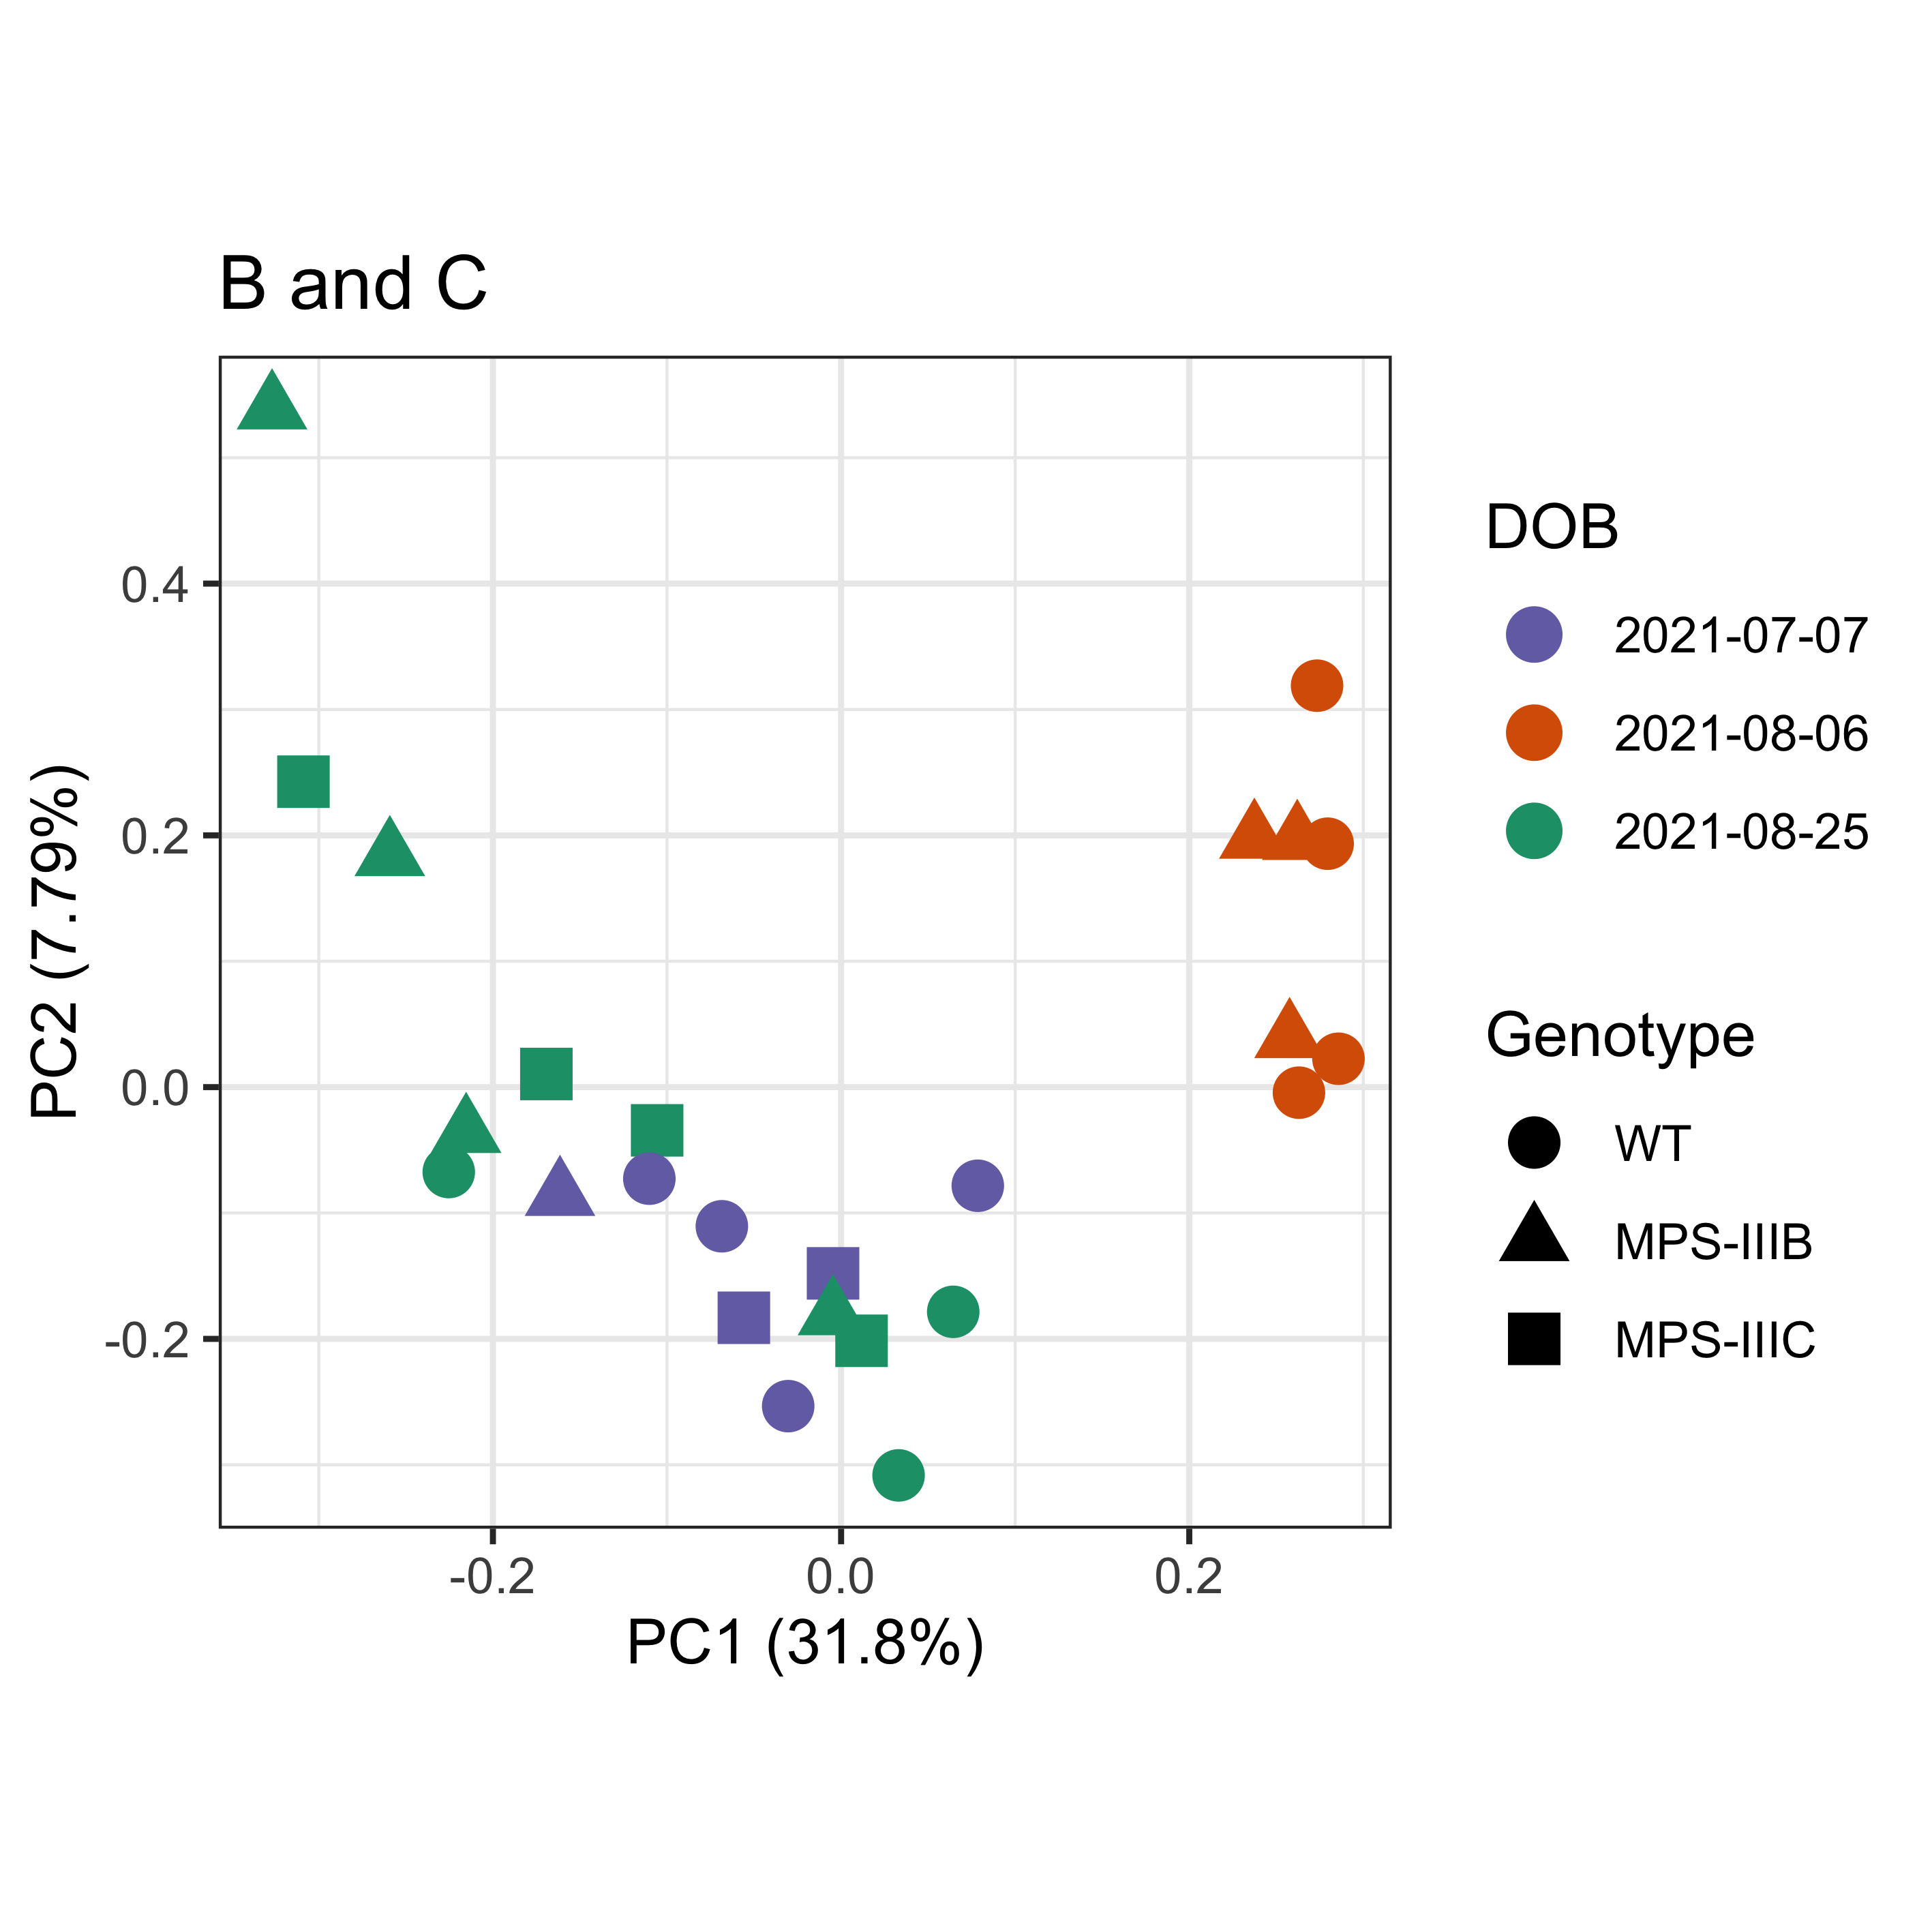 B and C
DOB
2021-07-07
2021-08-06
2021-08-25
Genotype
WT
MPS-IIIB
MPS-IIIC
PC2 (7.79%)
0.4
0.2
0.0
-0.2
-0.2 0.0 0.2
PC1 (31.8%)